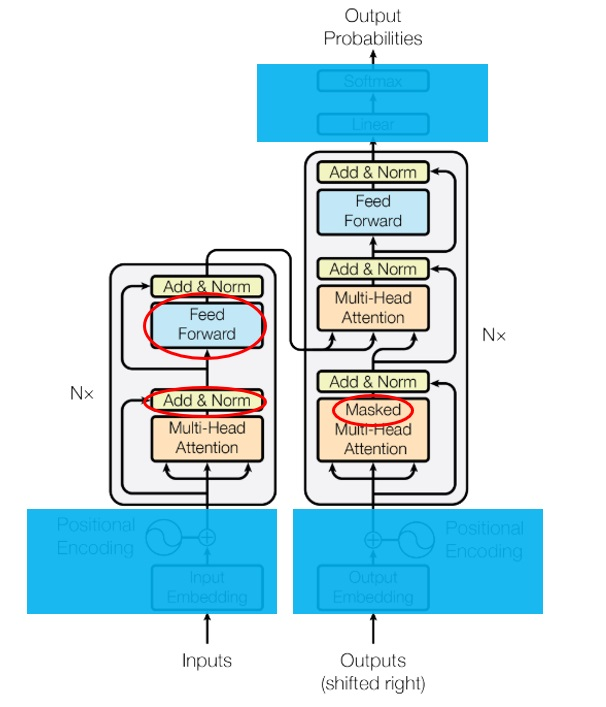 Output
Probabilities
Softmax
Linear
Add & Norm
Feed
Forward
Add & Norm
Multi-Head
Attention
Nx
Add & Norm
Masked
Multi-Head
Attention
Add & Norm
Feed
Forward
Nx
Add & Norm
Multi-Head
Attention
Positional
Encoding
Input
Embedding
Output
Embedding
Positional
Encoding
Inputs
Outputs
(shifted right)